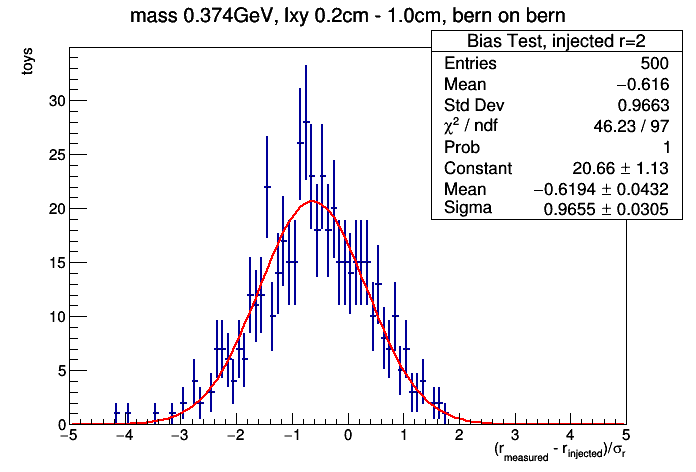 mass 0.374GeV, lxy 0.2cm - 1.0cm, bern on bern
Bias Test, injected r=2
Entries 500
Mean −0.616
Std Dev 0.9663
χ² / ndf 46.23 / 97
Prob 1
Constant 20.66 ± 1.13
Mean −0.6194 ± 0.0432
Sigma 0.9655 ± 0.0305
toys
30
25
20
15
10
5
0
−5 −4 −3 −2 −1 0 1 2 3 4 5
(r_measured - r_injected)/σ_r